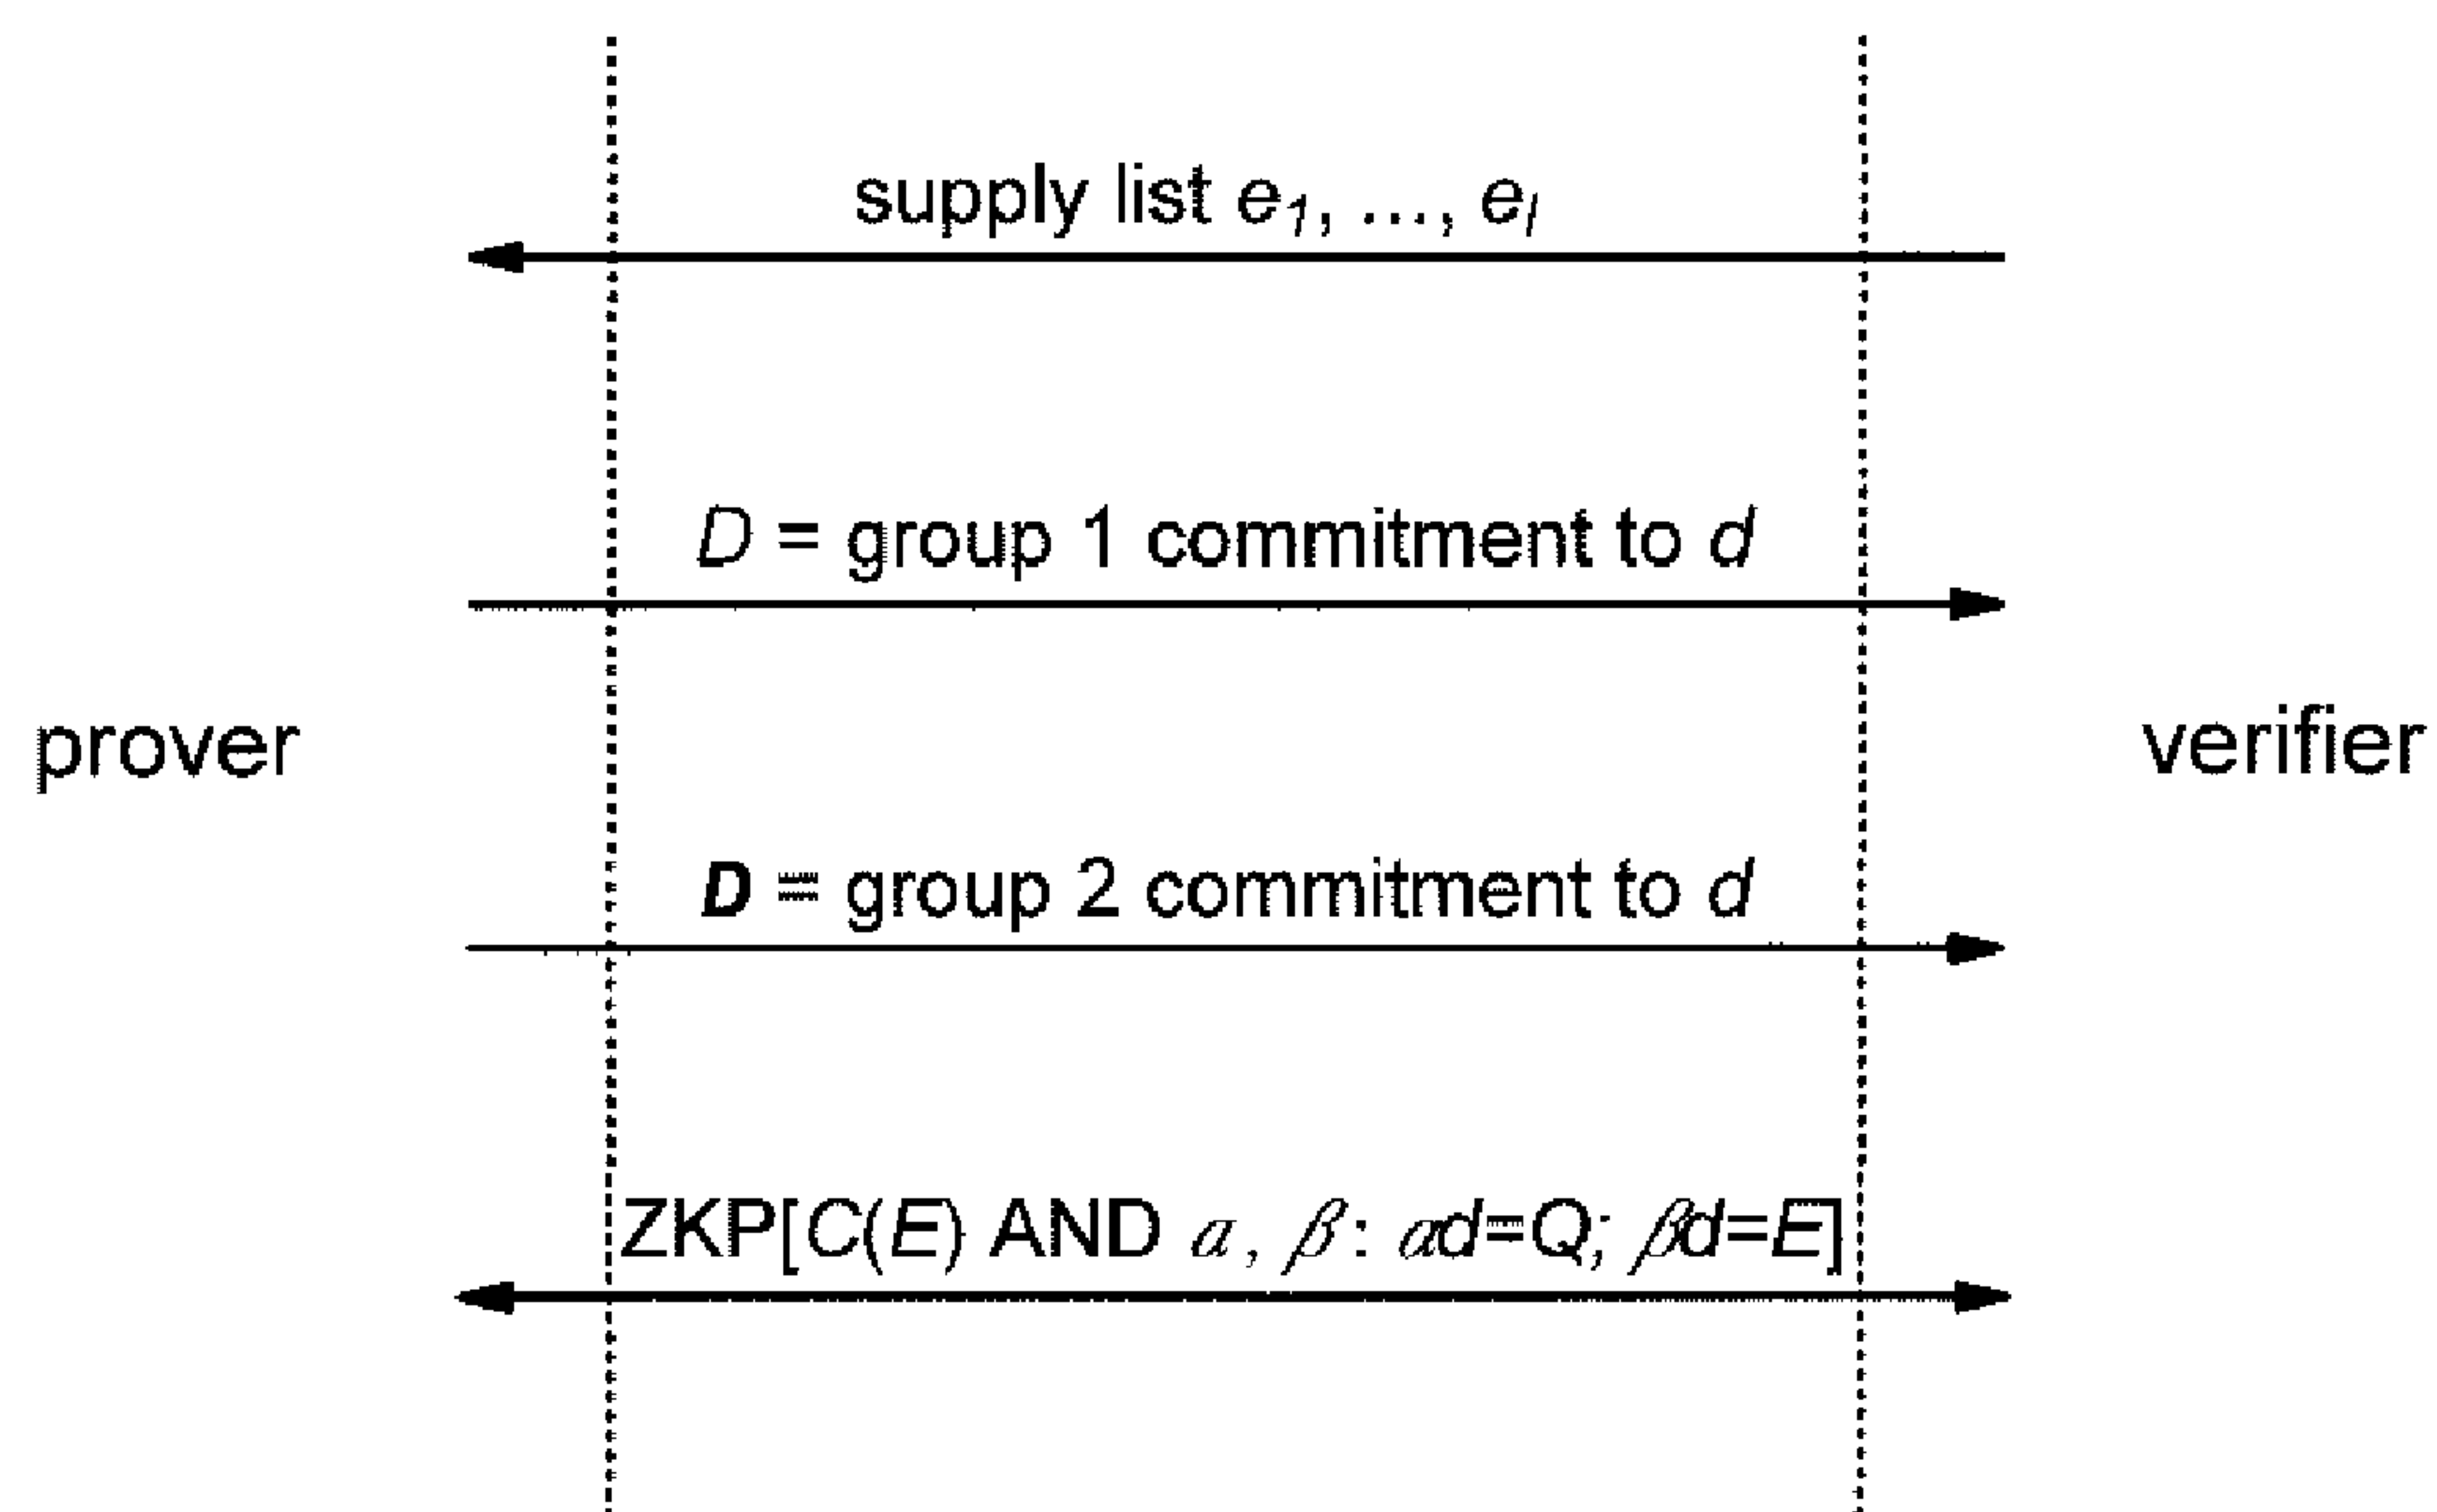 supply list e₁, ..., eₗ
D = group 1 commitment to d
prover
verifier
D = group 2 commitment to d
ZKP[C(E) AND α, β: αd=Q; βd=E]